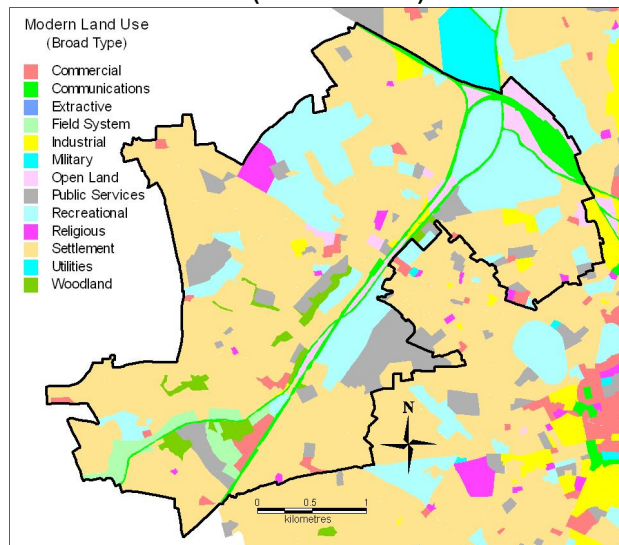 Modern Land Use
(Broad Type)
Commercial
Communications
Extractive
Field System
Industrial
Military
Open Land
Public Services
Recreational
Religious
Settlement
Utilities
Woodland
N
0 0.5 1
kilometres